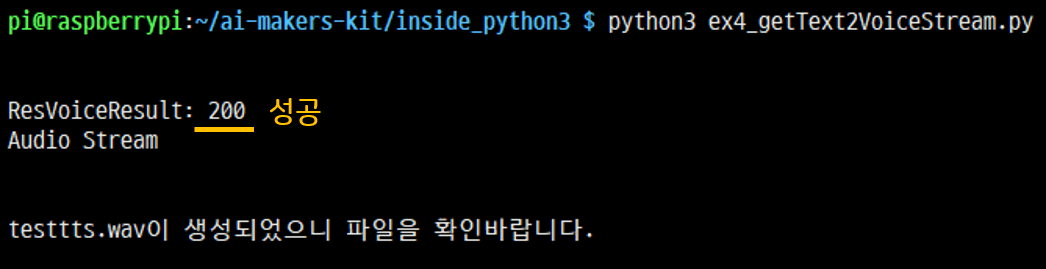 pi@raspberrypi:~/ai-makers-kit/inside_python3 $ python3 ex4_getText2VoiceStream.py
ResVoiceResult: 200 성공
Audio Stream
testtts.wav이 생성되었으니 파일을 확인바랍니다.